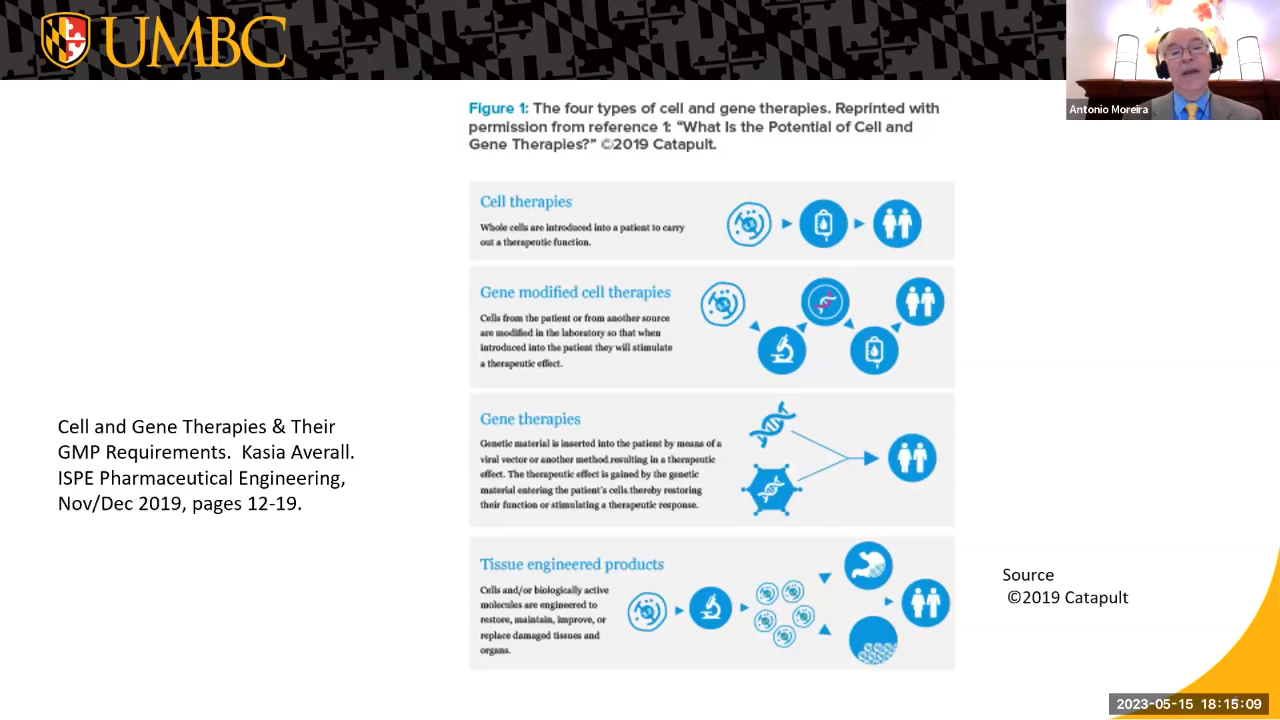 UMBC
Antonio Moreira
Figure 1: The four types of cell and gene therapies. Reprinted with
permission from reference 1: “What Is the Potential of Cell and
Gene Therapies?” ©2019 Catapult.
Cell therapies
Whole cells are introduced into a patient to carry
out a therapeutic function.
Gene modified cell therapies
Cells from the patient or from another source
are modified in the laboratory so that when
introduced into the patient they will stimulate
a therapeutic effect.
Gene therapies
Genetic material is inserted into the patient by means of a
viral vector or another method resulting in a therapeutic
effect. The therapeutic effect is gained by the genetic
material entering the patient's cells thereby restoring
their function or stimulating a therapeutic response.
Tissue engineered products
Cells and/or biologically active
molecules are engineered to
restore, maintain, improve, or
replace damaged tissues and
organs.
Cell and Gene Therapies & Their
GMP Requirements. Kasia Averall.
ISPE Pharmaceutical Engineering,
Nov/Dec 2019, pages 12-19.
Source
©2019 Catapult
2023-05-15 18:15:09